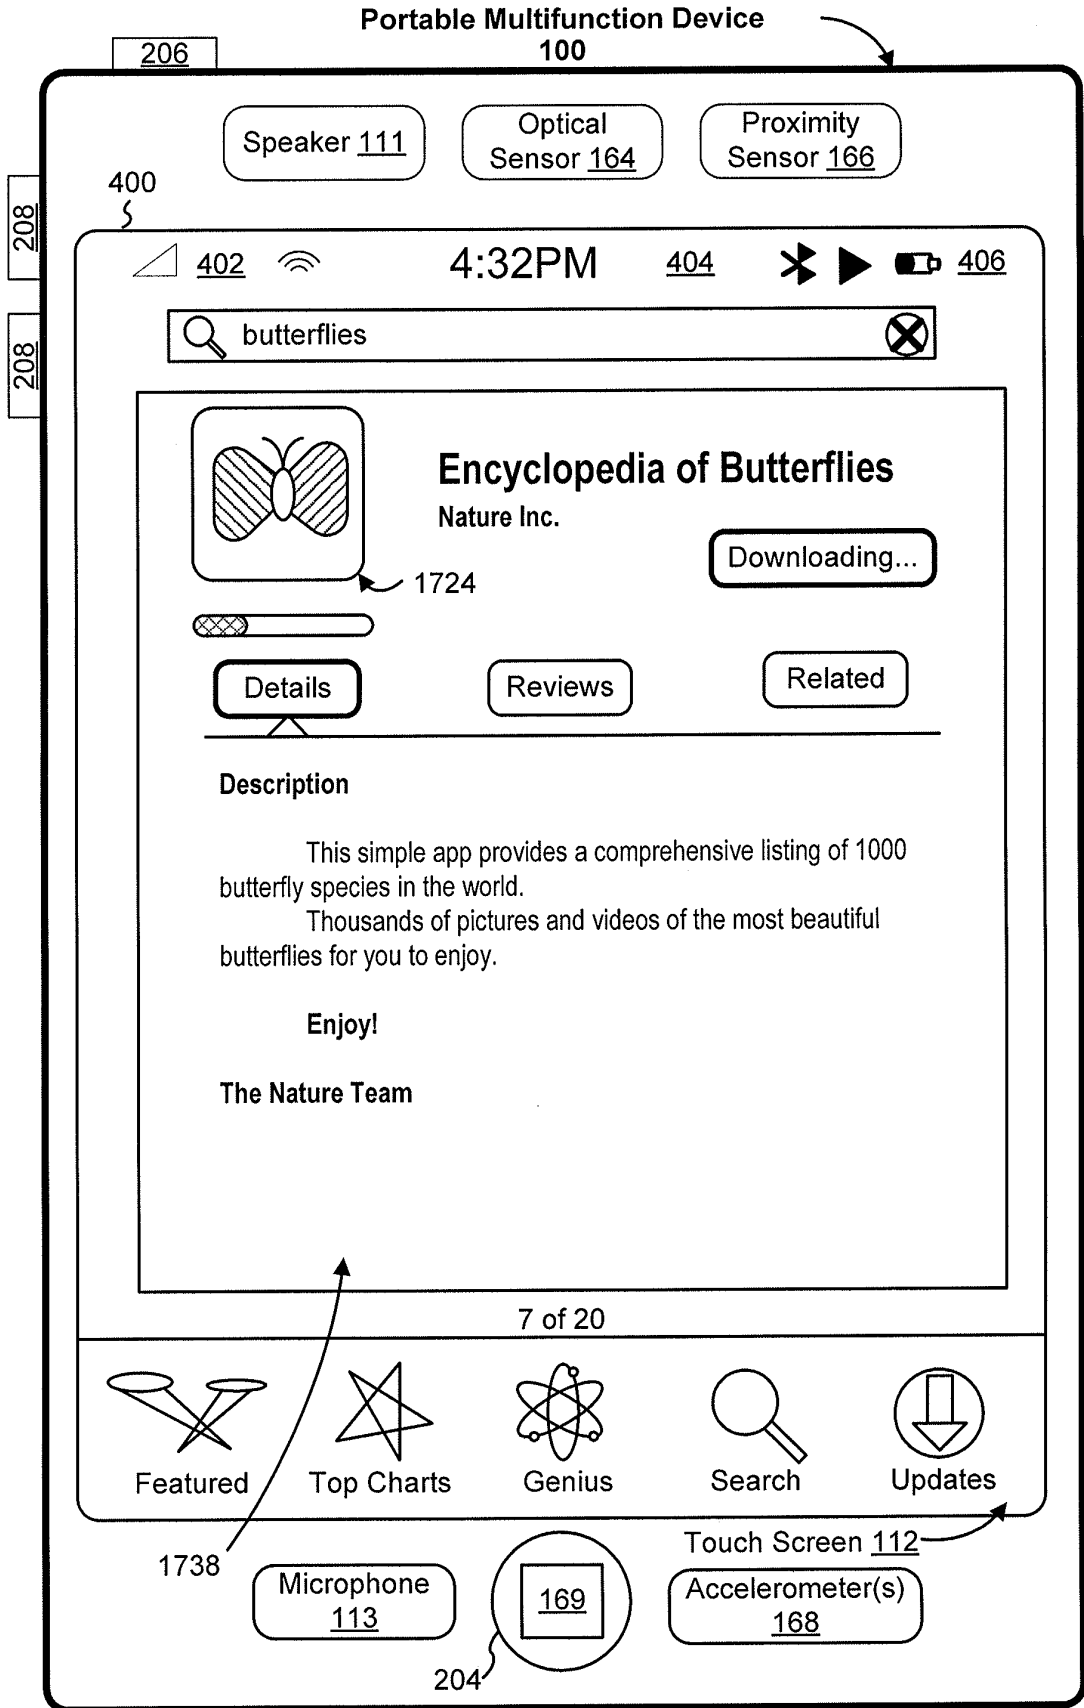 Portable Multifunction Device
100
206
Speaker 111
Optical
Sensor 164
Proximity
Sensor 166
208
400
402
4:32PM
404
406
208
butterflies
Encyclopedia of Butterflies
Nature Inc.
Downloading...
1724
Details
Reviews
Related
Description
This simple app provides a comprehensive listing of 1000
butterfly species in the world.
Thousands of pictures and videos of the most beautiful
butterflies for you to enjoy.
Enjoy!
The Nature Team
7 of 20
Featured
Top Charts
Genius
Search
Updates
1738
Touch Screen 112
Microphone
113
169
Accelerometer(s)
168
204